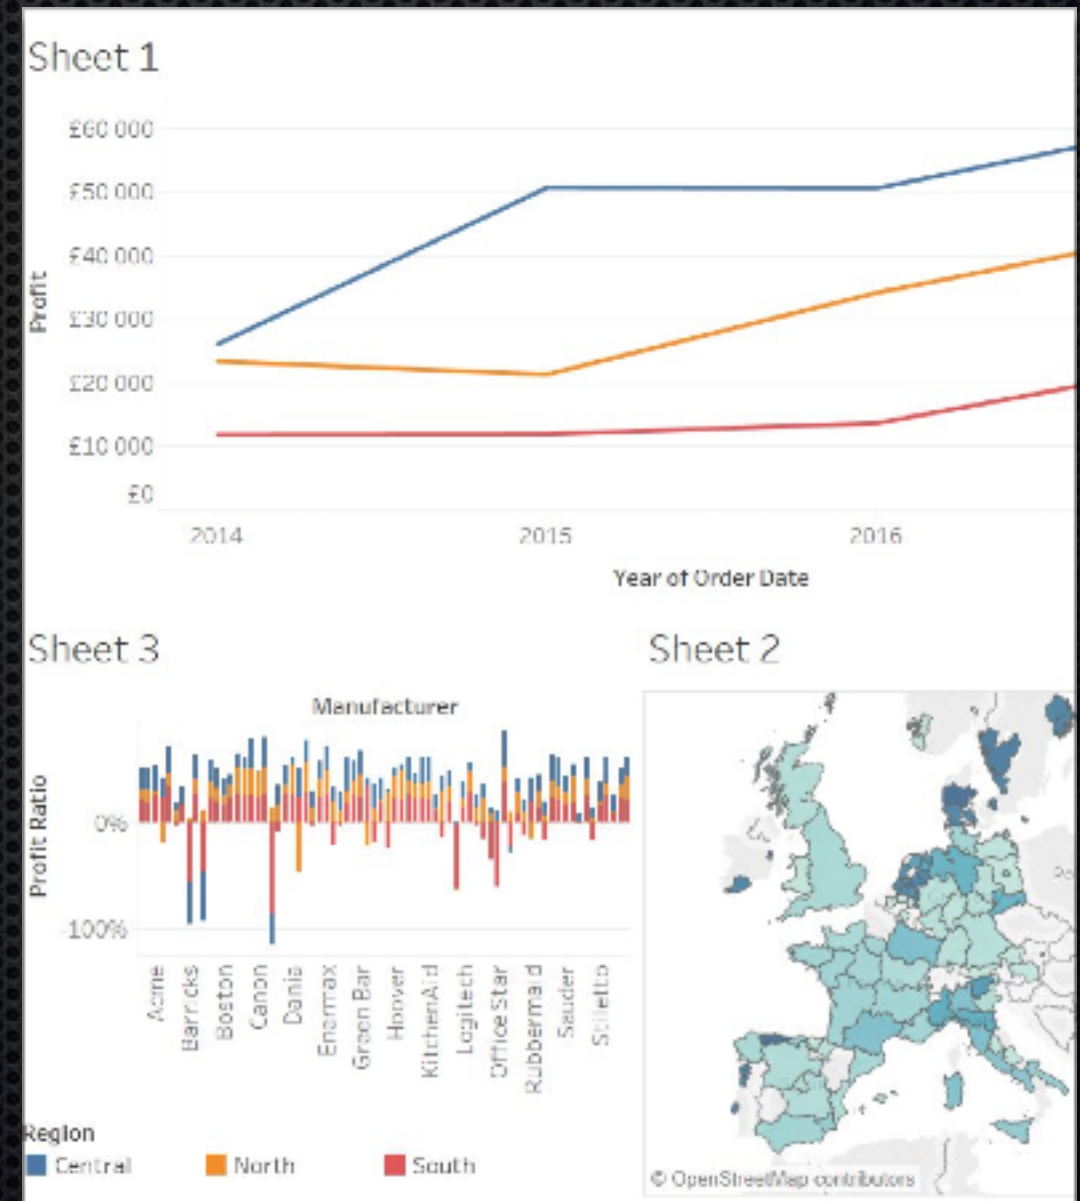 Sheet 1
£60 000
£50 000
£40 000
£30 000
£20 000
£10 000
£0
Profit
2014 2015 2016
Year of Order Date
Sheet 3
Manufacturer
Profit Ratio
0%
-100%
Acme
Barricks
Boston
Canon
Dania
Enermax
Green Bar
Hoover
KitchenAid
Logitech
Office Star
Rubbermaid
Sauder
Stiletto
Region
Central North South
Sheet 2
© OpenStreetMap contributors